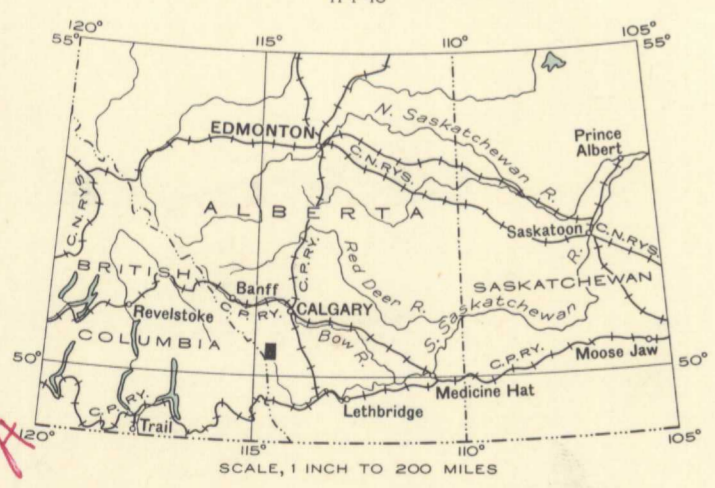 120°
55°
115°
110°
105°
55°
EDMONTON
N. Saskatchewan R.
Prince
Albert
C.N.RYS.
C.N.RYS.
ALBERTA
Saskatoon
C.N.RYS.
C.P.RY.
Red Deer R.
BRITISH
Banff
SASKATCHEWAN
Revelstoke
C.P.RY.
CALGARY
S. Saskatchewan R.
COLUMBIA
Bow R.
C.P.RY.
Moose Jaw
50°
50°
Medicine Hat
C.P.RY.
Lethbridge
Trail
120°
115°
110°
105°
SCALE, 1 INCH TO 200 MILES